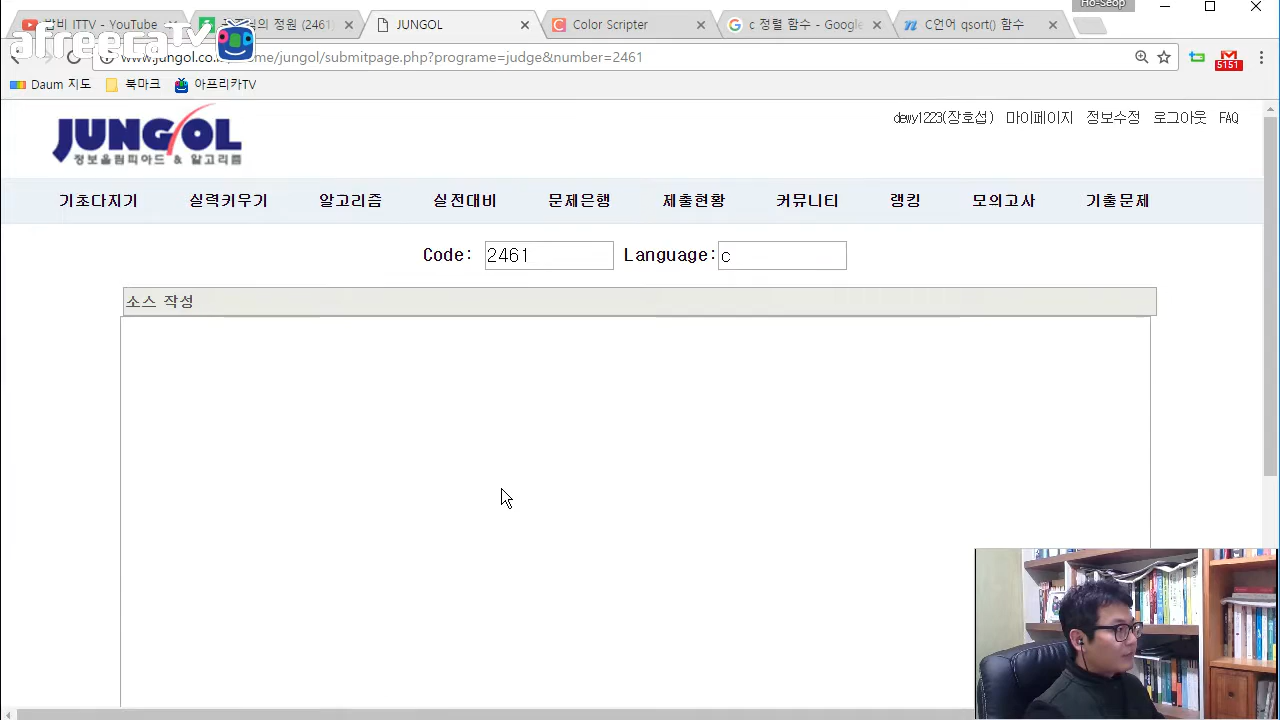 Ho-Seop
YouTube
정원 (2461)
JUNGOL
Color Scripter
c 정렬 함수 - Google
C언어 qsort() 함수
afreecaTV
/jungol/submitpage.php?programe=judge&number=2461
5151
Daum 지도
북마크
아프리카TV
JUNGOL
정보올림피아드 & 알고리즘
dewy1223(장호섭) 마이페이지 정보수정 로그아웃 FAQ
기초다지기 실력키우기 알고리즘 실전대비 문제은행 제출현황 커뮤니티 랭킹 모의고사 기출문제
Code: 2461 Language: c
소스 작성